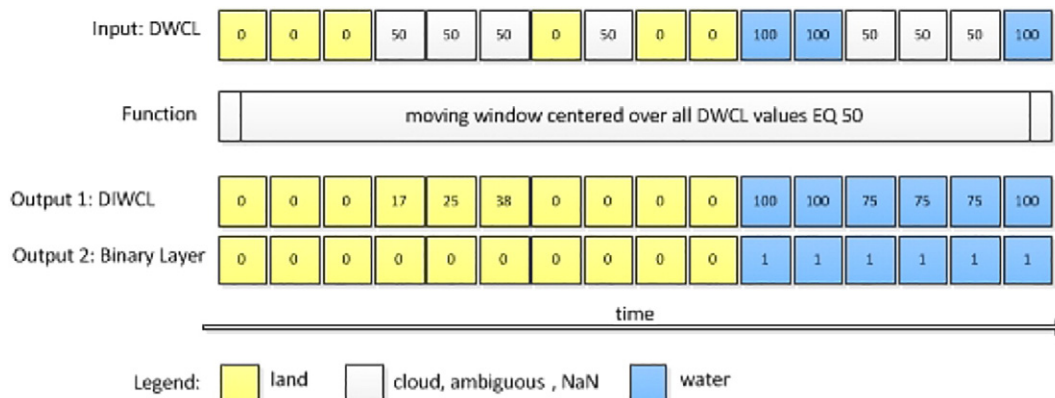 Input: DWCL 0 0 0 50 50 50 0 50 0 0 100 100 50 50 50 100
Function moving window centered over all DWCL values EQ 50
Output 1: DIWCL 0 0 0 17 25 38 0 0 0 0 100 100 75 75 75 100
Output 2: Binary Layer 0 0 0 0 0 0 0 0 0 0 1 1 1 1 1 1
time
Legend: land cloud, ambiguous , NaN water